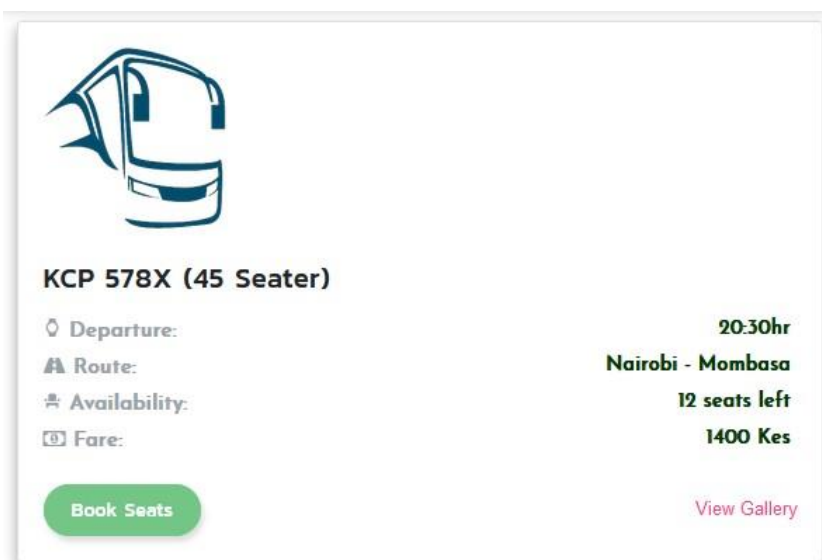 KCP 578X (45 Seater)
Departure: 20:30hr
Route: Nairobi - Mombasa
Availability: 12 seats left
Fare: 1400 Kes
Book Seats View Gallery